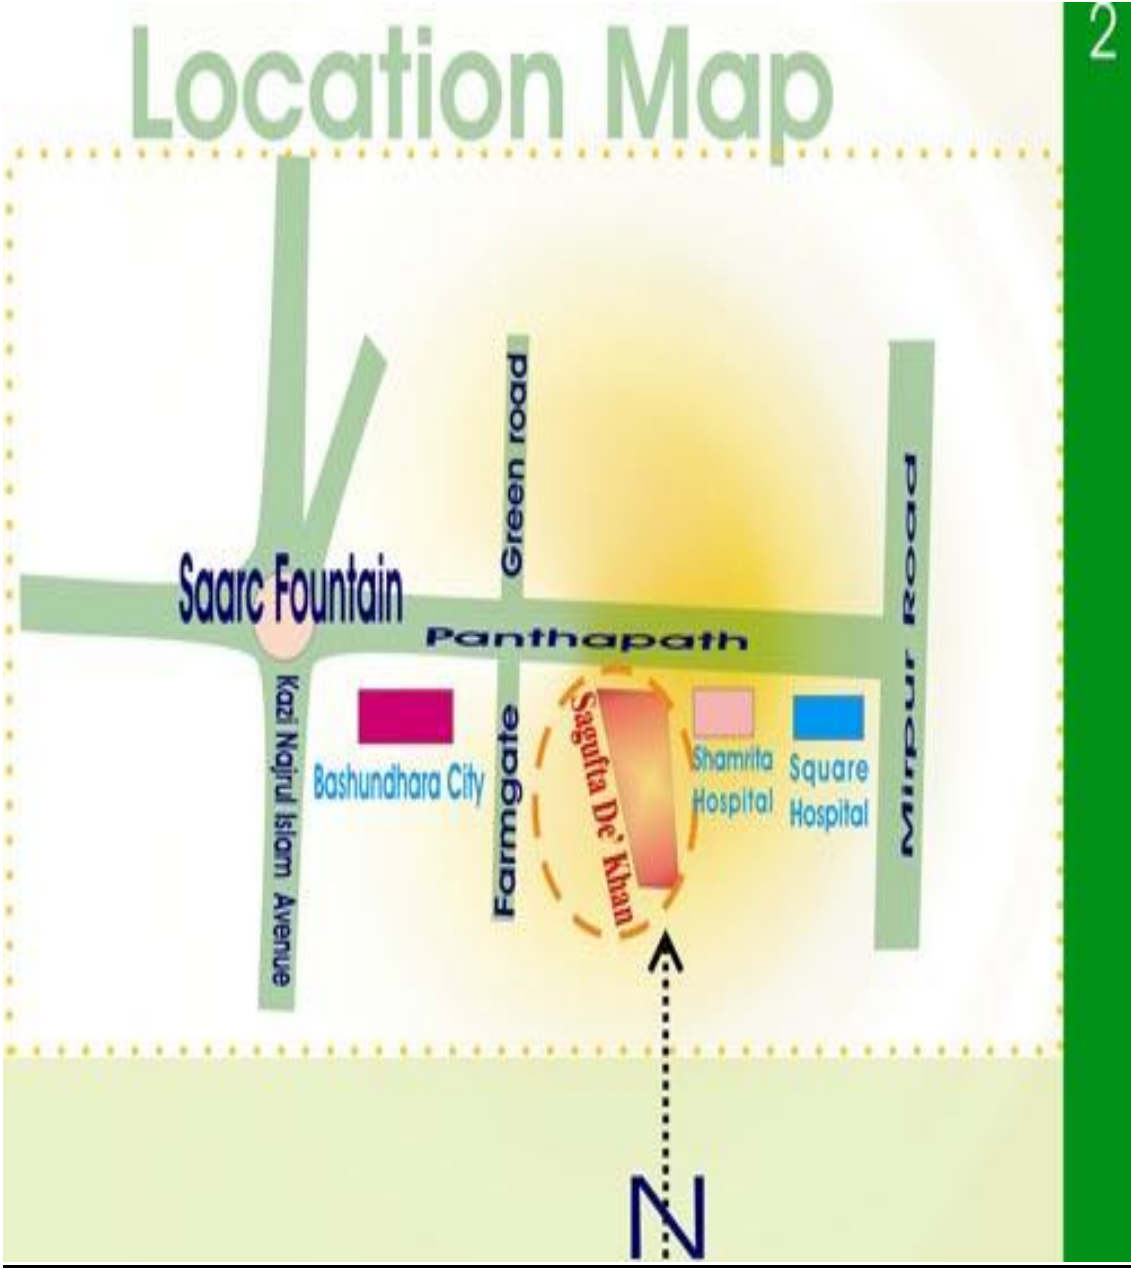 Location Map
2
Green road
Saarc Fountain
Panthapath
Mirpur Road
Kazi Najrul Islam Avenue
Bashundhara City
Farmgate
Sagufta De' Khan
Shamrita
Hospital
Square
Hospital
N